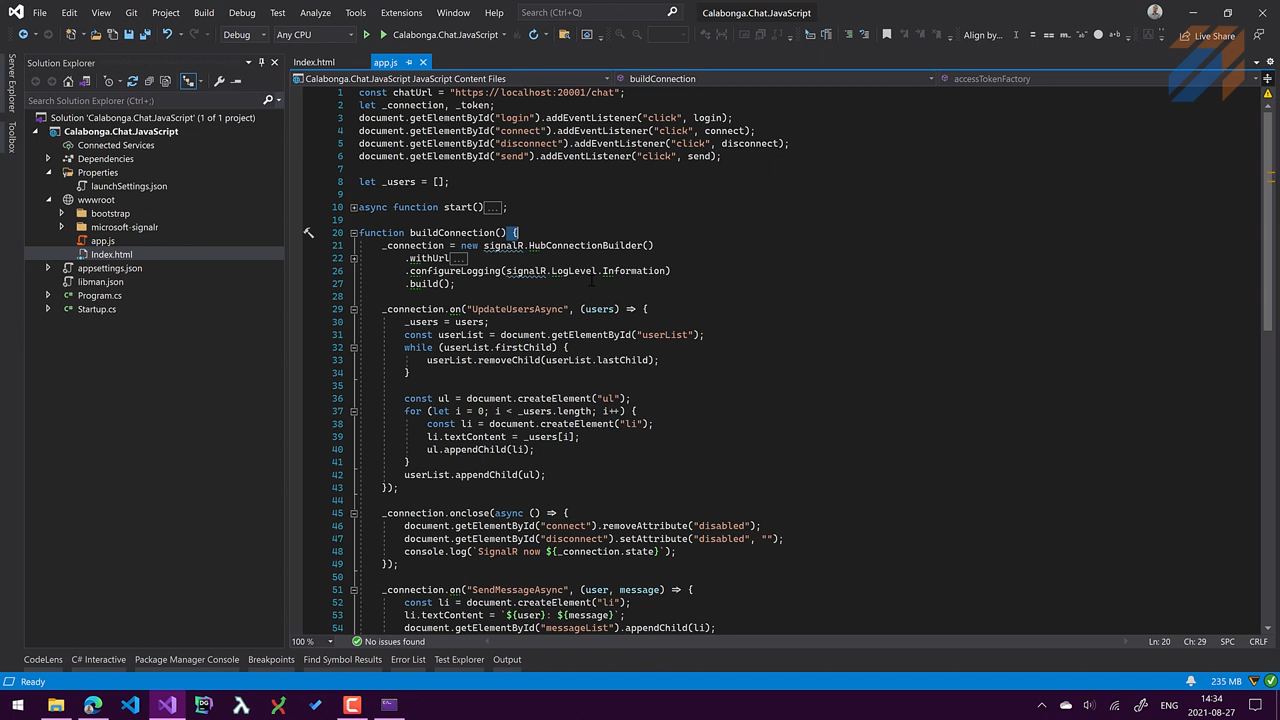 File Edit View Git Project Build Debug Test Analyze Tools Extensions Window Help Search (Ctrl+Q) Calabonga.Chat.JavaScript
Debug Any CPU Calabonga.Chat.JavaScript Align by... Live Share
Server Explorer
Toolbox
Solution Explorer
Search Solution Explorer (Ctrl+;)
Solution 'Calabonga.Chat.JavaScript' (1 of 1 project)
Calabonga.Chat.JavaScript
Connected Services
Dependencies
Properties
launchSettings.json
wwwroot
bootstrap
microsoft-signalr
app.js
Index.html
appsettings.json
libman.json
Program.cs
Startup.cs
Index.html app.js
Calabonga.Chat.JavaScript JavaScript Content Files buildConnection accessTokenFactory
1 const chatUrl = "https://localhost:20001/chat";
2 let _connection, _token;
3 document.getElementById("login").addEventListener("click", login);
4 document.getElementById("connect").addEventListener("click", connect);
5 document.getElementById("disconnect").addEventListener("click", disconnect);
6 document.getElementById("send").addEventListener("click", send);
7
8 let _users = [];
9
10 async function start()...;
19
20 function buildConnection() {
21 _connection = new signalR.HubConnectionBuilder()
22 .withUrl...
26 .configureLogging(signalR.LogLevel.Information)
27 .build();
28
29 _connection.on("UpdateUsersAsync", (users) => {
30 _users = users;
31 const userList = document.getElementById("userList");
32 while (userList.firstChild) {
33 userList.removeChild(userList.lastChild);
34 }
35
36 const ul = document.createElement("ul");
37 for (let i = 0; i < _users.length; i++) {
38 const li = document.createElement("li");
39 li.textContent = _users[i];
40 ul.appendChild(li);
41 }
42 userList.appendChild(ul);
43 });
44
45 _connection.onclose(async () => {
46 document.getElementById("connect").removeAttribute("disabled");
47 document.getElementById("disconnect").setAttribute("disabled", "");
48 console.log(`SignalR now ${_connection.state}`);
49 });
50
51 _connection.on("SendMessageAsync", (user, message) => {
52 const li = document.createElement("li");
53 li.textContent = `${user}: ${message}`;
54 document.getElementById("messageList").appendChild(li);
100 % No issues found Ln: 20 Ch: 29 SPC CRLF
CodeLens C# Interactive Package Manager Console Breakpoints Find Symbol Results Error List Test Explorer Output
Ready 235 MB
ENG 14:34
2021-08-27